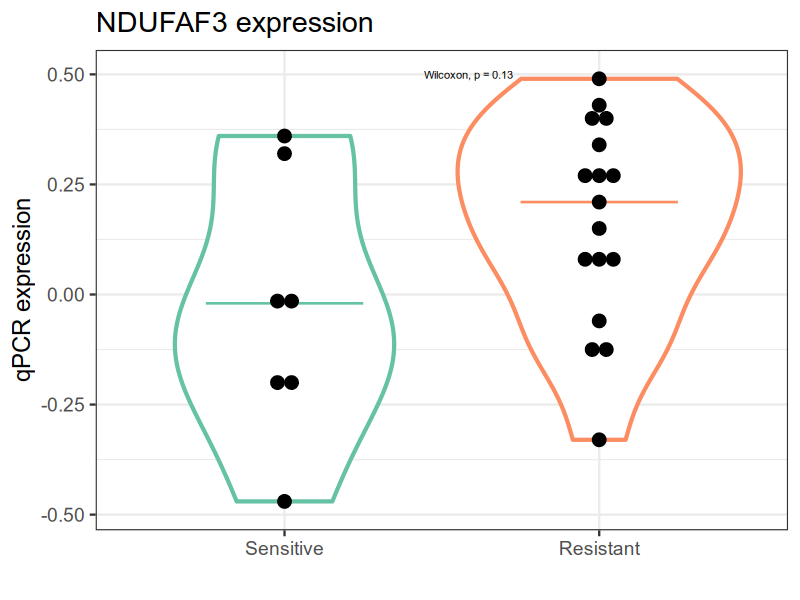 NDUFAF3 expression
Wilcoxon, p = 0.13
0.50
0.25
0.00
-0.25
-0.50
qPCR expression
Sensitive
Resistant